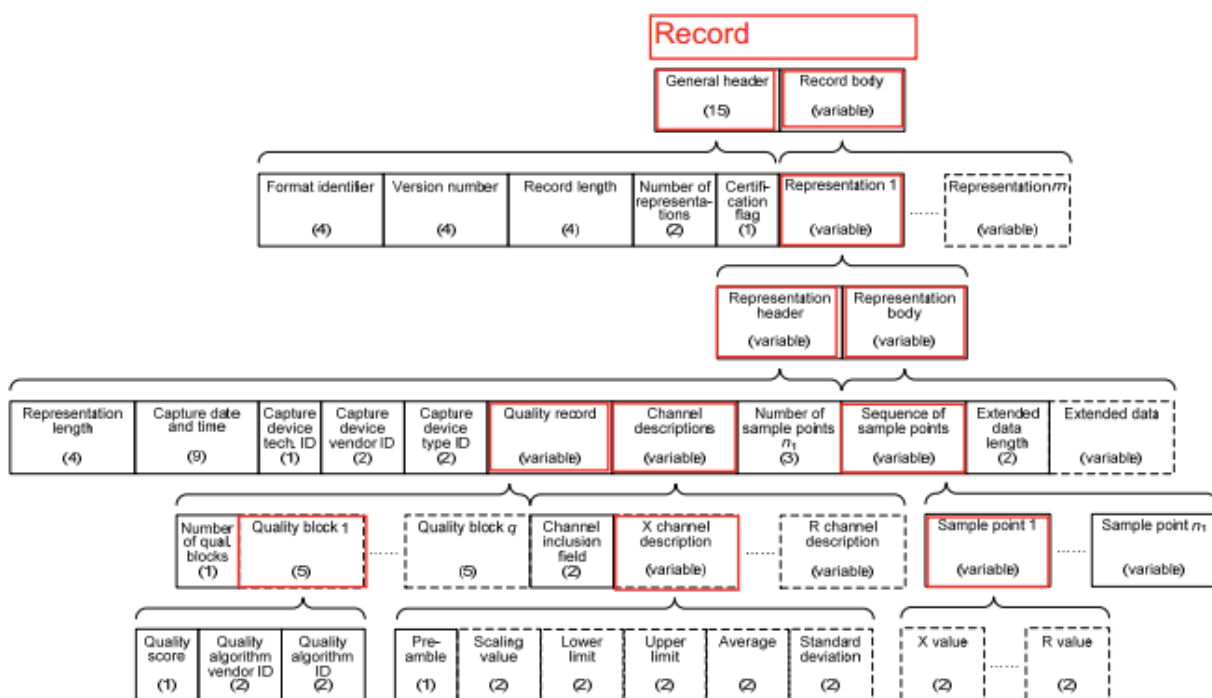 Record
General header
(15)
Record body
(variable)
Format identifier
(4)
Version number
(4)
Record length
(4)
Number of
representa-
tions
(2)
Certifi-
cation
flag
(1)
Representation 1
(variable)
........
Representation m
(variable)
Representation
header
(variable)
Representation
body
(variable)
Representation
length
(4)
Capture date
and time
(9)
Capture
device
tech. ID
(1)
Capture
device
vendor ID
(2)
Capture
device
type ID
(2)
Quality record
(variable)
Channel
descriptions
(variable)
Number of
sample points
n1
(3)
Sequence of
sample points
(variable)
Extended
data
length
(2)
Extended data
(variable)
Number
of qual.
blocks
(1)
Quality block 1
(5)
........
Quality block q
(5)
Channel
inclusion
field
(2)
X channel
description
(variable)
........
R channel
description
(variable)
Sample point 1
(variable)
........
Sample point n1
(variable)
Quality
score
(1)
Quality
algorithm
vendor ID
(2)
Quality
algorithm
ID
(2)
Pre-
amble
(1)
Scaling
value
(2)
Lower
limit
(2)
Upper
limit
(2)
Average
(2)
Standard
deviation
(2)
X value
(2)
........
R value
(2)